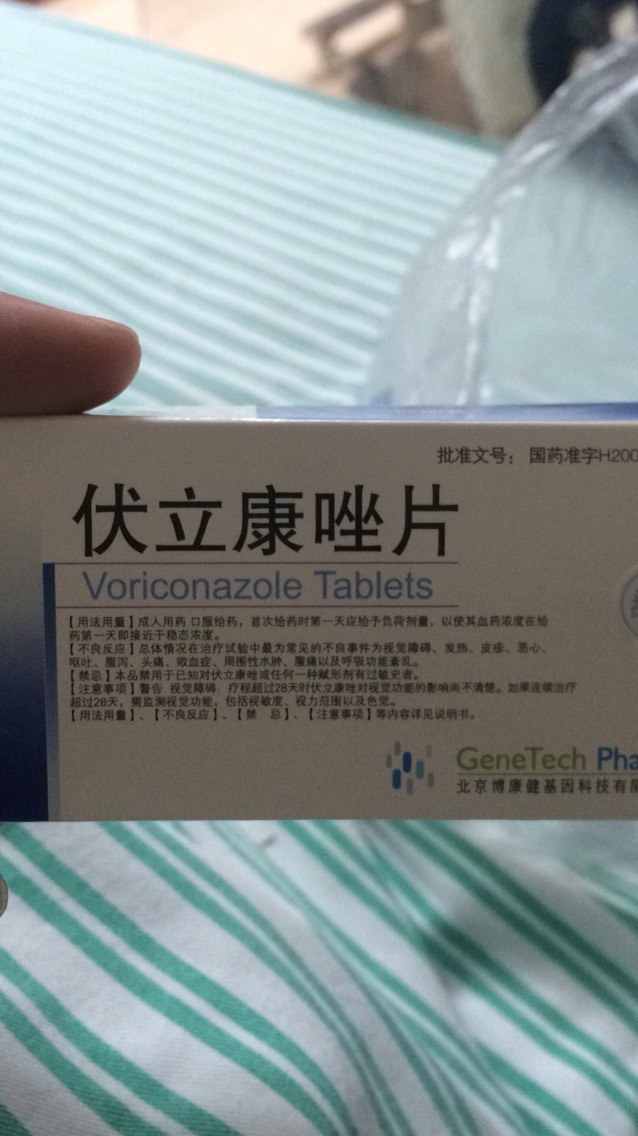 批准文号: 国药准字H200
伏立康唑片
Voriconazole Tablets
【用法用量】成人用药 口服给药，首次给药时第一天应给予负荷剂量，以使其血药浓度在给
药第一天即接近于稳态浓度。
【不良反应】总体情况在治疗试验中最为常见的不良事件为视觉障碍、发热、皮疹、恶心、
呕吐、腹泻、头痛、败血症、周围性水肿、腹痛以及呼吸功能紊乱。
【禁忌】本品禁用于已知对伏立康唑或任何一种赋形剂有过敏史者。
【注意事项】警告 视觉障碍: 疗程超过28天时伏立康唑对视觉功能的影响尚不清楚。如果连续治疗
超过28天，需监测视觉功能，包括视敏度、视力范围以及色觉。
【用法用量】、【不良反应】、【禁 忌】、【注意事项】等内容详见说明书。
GeneTech Pha
北京博康健基因科技有限